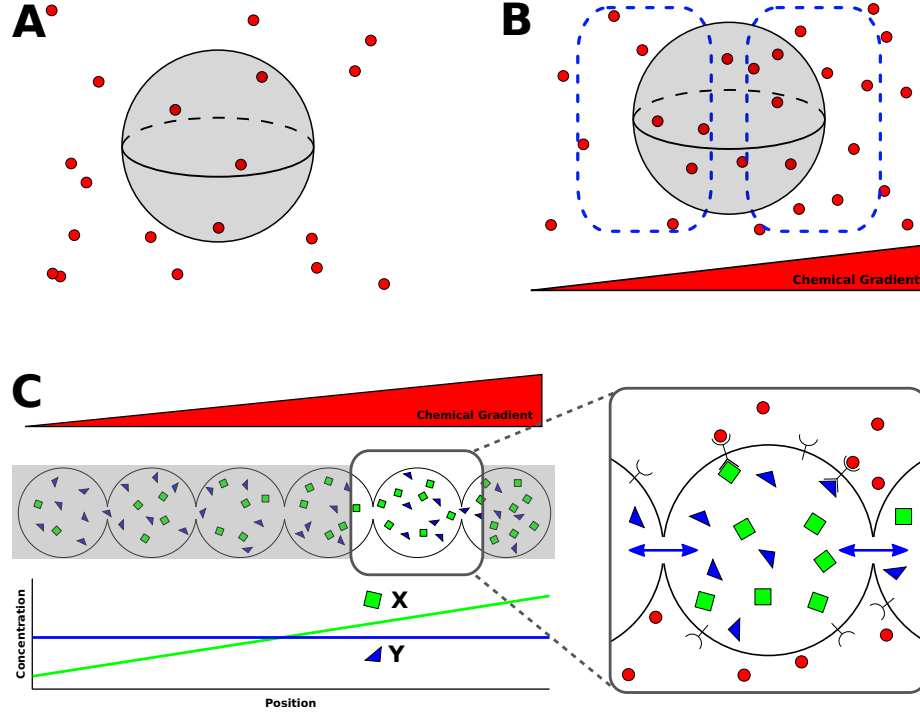 A
B
Chemical Gradient
C
Chemical Gradient
X
Y
Concentration
Position